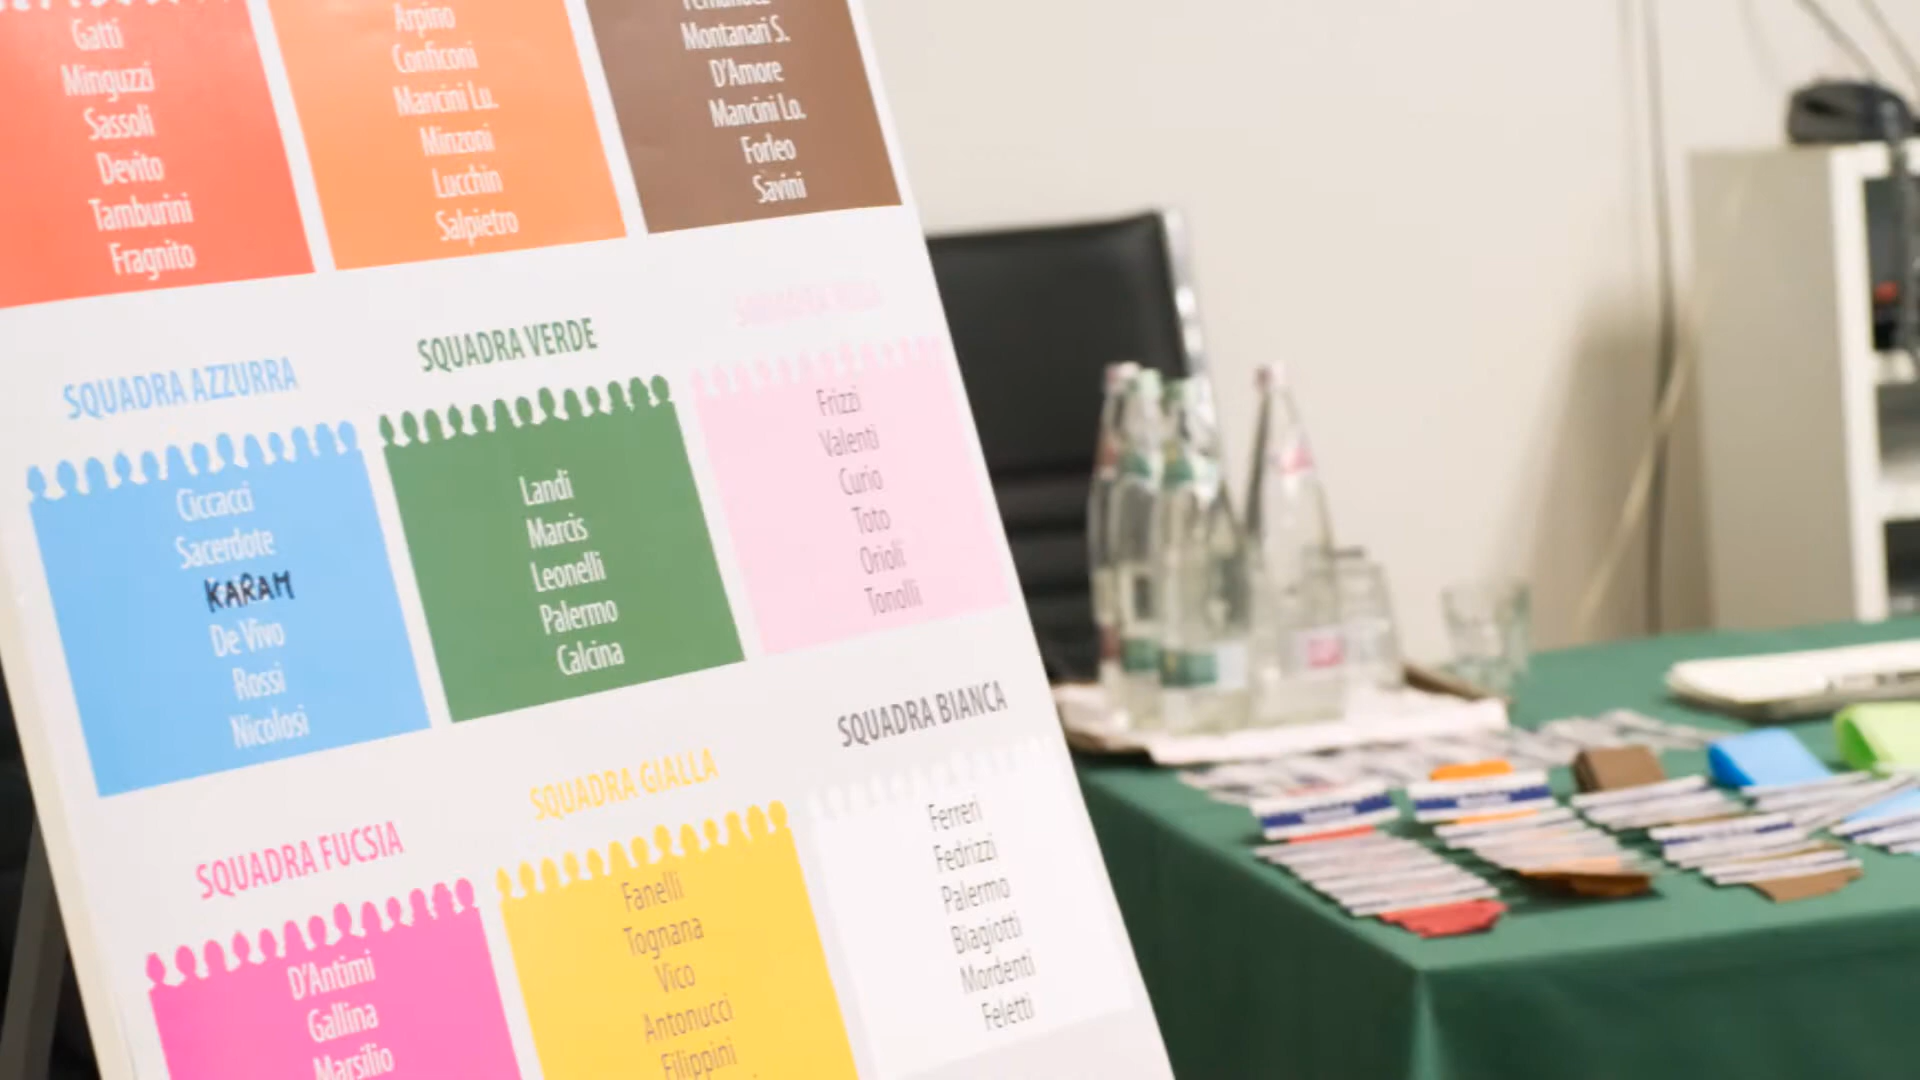 Gatti
Minguzzi
Sassoli
Devito
Tamburini
Fragnito
Arpino
Conficoni
Mancini Lu.
Minzoni
Lucchin
Salpietro
Fernandez
Montanari S.
D'Amore
Mancini Lo.
Forleo
Savini
SQUADRA AZZURRA
Ciccacci
Sacerdote
KARAM
De Vivo
Rossi
Nicolosi
SQUADRA VERDE
Landi
Marcis
Leonelli
Palermo
Calcina
SQUADRA ROSA
Frizzi
Valenti
Curio
Toto
Orioli
Tonolli
SQUADRA FUCSIA
D'Antimi
Gallina
Marsilio
SQUADRA GIALLA
Fanelli
Tognana
Vico
Antonucci
Filippini
SQUADRA BIANCA
Ferreri
Fedrizzi
Palermo
Biagiotti
Mordenti
Feletti